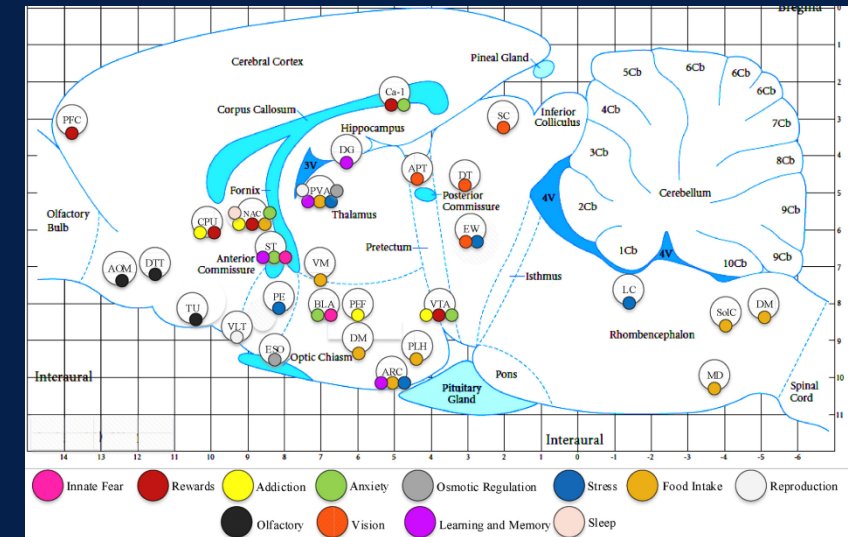 Bregma
0
Cerebral Cortex
Pineal Gland
1
5Cb
6Cb
6Cb
6Cb
2
Ca-1
Corpus Callosum
PFC
SC
Inferior
Colliculus
4Cb
7Cb
3
Hippocampus
DG
3Cb
8Cb
4
3V
APT
DT
Fornix
PVA
Posterior
Commissure
4V
2Cb
Cerebellum
9Cb
5
Olfactory
Bulb
CPU
NAC
Thalamus
EW
6
Anterior
Commissure
ST
Pretectum
1Cb
4V
10Cb
9Cb
AOM
DTT
VM
Isthmus
7
TU
PE
BLA
PEF
VTA
LC
SolC
DM
8
VLT
Rhombencephalon
ESO
Optic Chiasm
DM
PLH
9
Interaural
ARC
Pituitary
Gland
Pons
MD
Spinal
Cord
10
11
Interaural
14 13 12 11 10 9 8 7 6 5 4 3 2 1 0 -1 -2 -3 -4 -5 -6
Innate Fear
Rewards
Addiction
Anxiety
Osmotic Regulation
Stress
Food Intake
Reproduction
Olfactory
Vision
Learning and Memory
Sleep